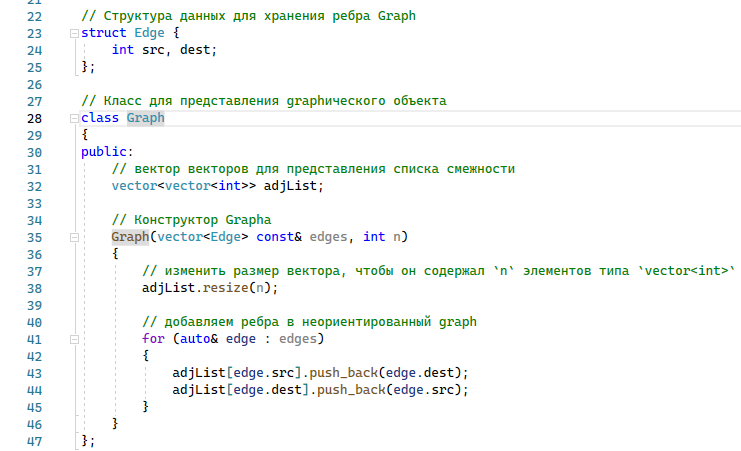 22 // Структура данных для хранения ребра Graph
23 struct Edge {
24     int src, dest;
25 };
26
27 // Класс для представления graphического объекта
28 class Graph
29 {
30 public:
31     // вектор векторов для представления списка смежности
32     vector<vector<int>> adjList;
33
34     // Конструктор Graphа
35     Graph(vector<Edge> const& edges, int n)
36     {
37         // изменить размер вектора, чтобы он содержал `n` элементов типа `vector<int>`
38         adjList.resize(n);
39
40         // добавляем ребра в неориентированный graph
41         for (auto& edge : edges)
42         {
43             adjList[edge.src].push_back(edge.dest);
44             adjList[edge.dest].push_back(edge.src);
45         }
46     }
47 };